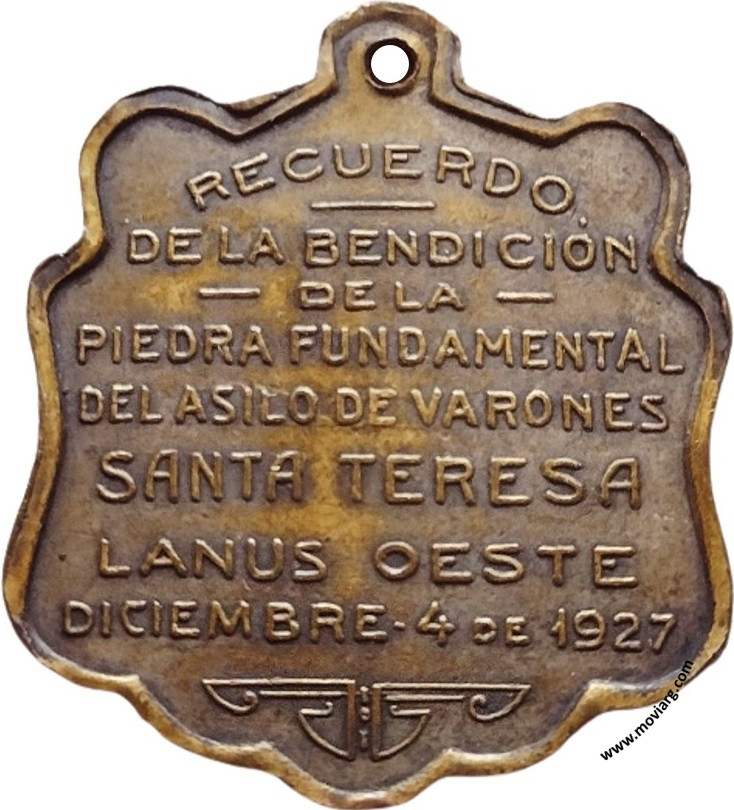 RECUERDO
DE LA BENDICIÓN
— DE LA —
PIEDRA FUNDAMENTAL
DEL ASILO DE VARONES
SANTA TERESA
LANUS OESTE
DICIEMBRE - 4 DE 1927
www.moviarg.com